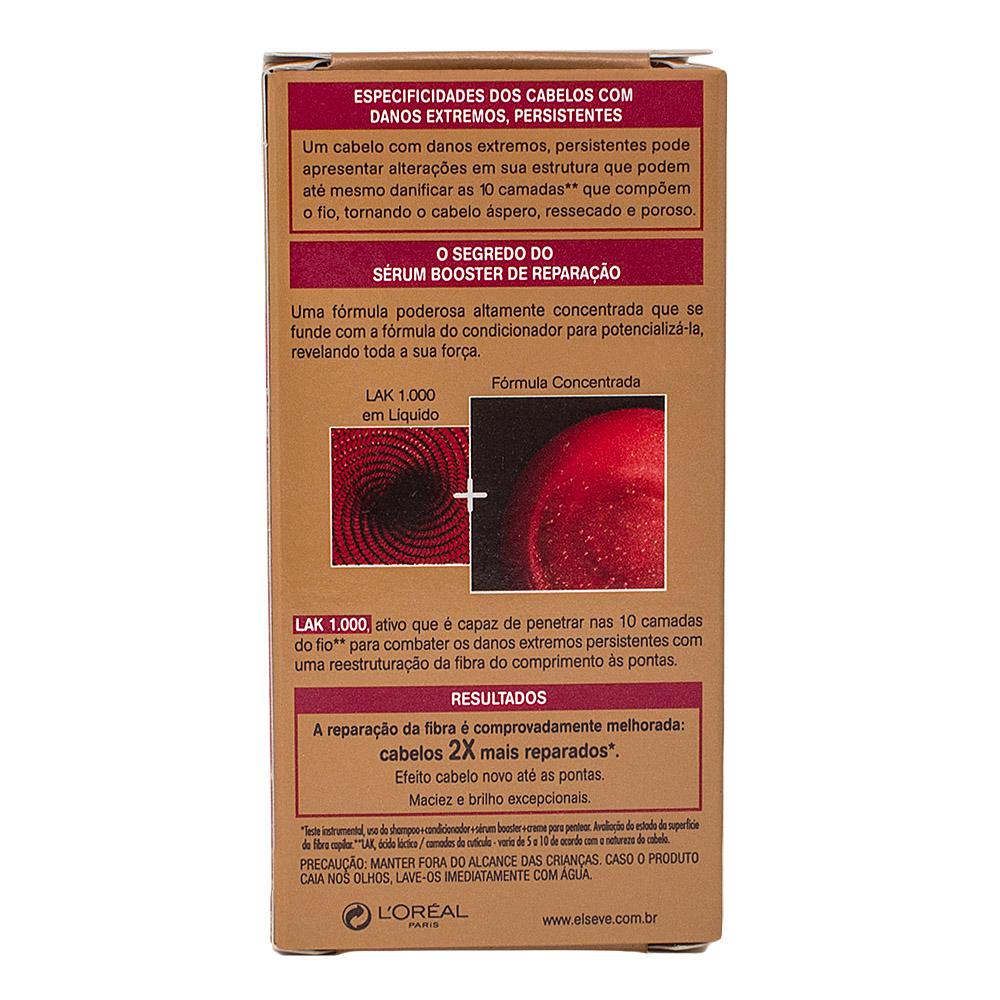 ESPECIFICIDADES DOS CABELOS COM
DANOS EXTREMOS, PERSISTENTES
Um cabelo com danos extremos, persistentes pode
apresentar alterações em sua estrutura que podem
até mesmo danificar as 10 camadas** que compõem
o fio, tornando o cabelo áspero, ressecado e poroso.
O SEGREDO DO
SÉRUM BOOSTER DE REPARAÇÃO
Uma fórmula poderosa altamente concentrada que se
funde com a fórmula do condicionador para potencializá-la,
revelando toda a sua força.
LAK 1.000
em Líquido
Fórmula Concentrada
LAK 1.000, ativo que é capaz de penetrar nas 10 camadas
do fio** para combater os danos extremos persistentes com
uma reestruturação da fibra do comprimento às pontas.
RESULTADOS
A reparação da fibra é comprovadamente melhorada:
cabelos 2X mais reparados*.
Efeito cabelo novo até as pontas.
Maciez e brilho excepcionais.
*Teste instrumental, uso do shampoo+condicionador+sérum booster+creme para pentear. Avaliação do estado da superfície
da fibra capilar.**LAK, ácido láctico / camadas da cutícula - varia de 5 a 10 de acordo com a natureza do cabelo.
PRECAUÇÃO: MANTER FORA DO ALCANCE DAS CRIANÇAS. CASO O PRODUTO
CAIA NOS OLHOS, LAVE-OS IMEDIATAMENTE COM ÁGUA.
L'ORÉAL
PARIS
www.elseve.com.br